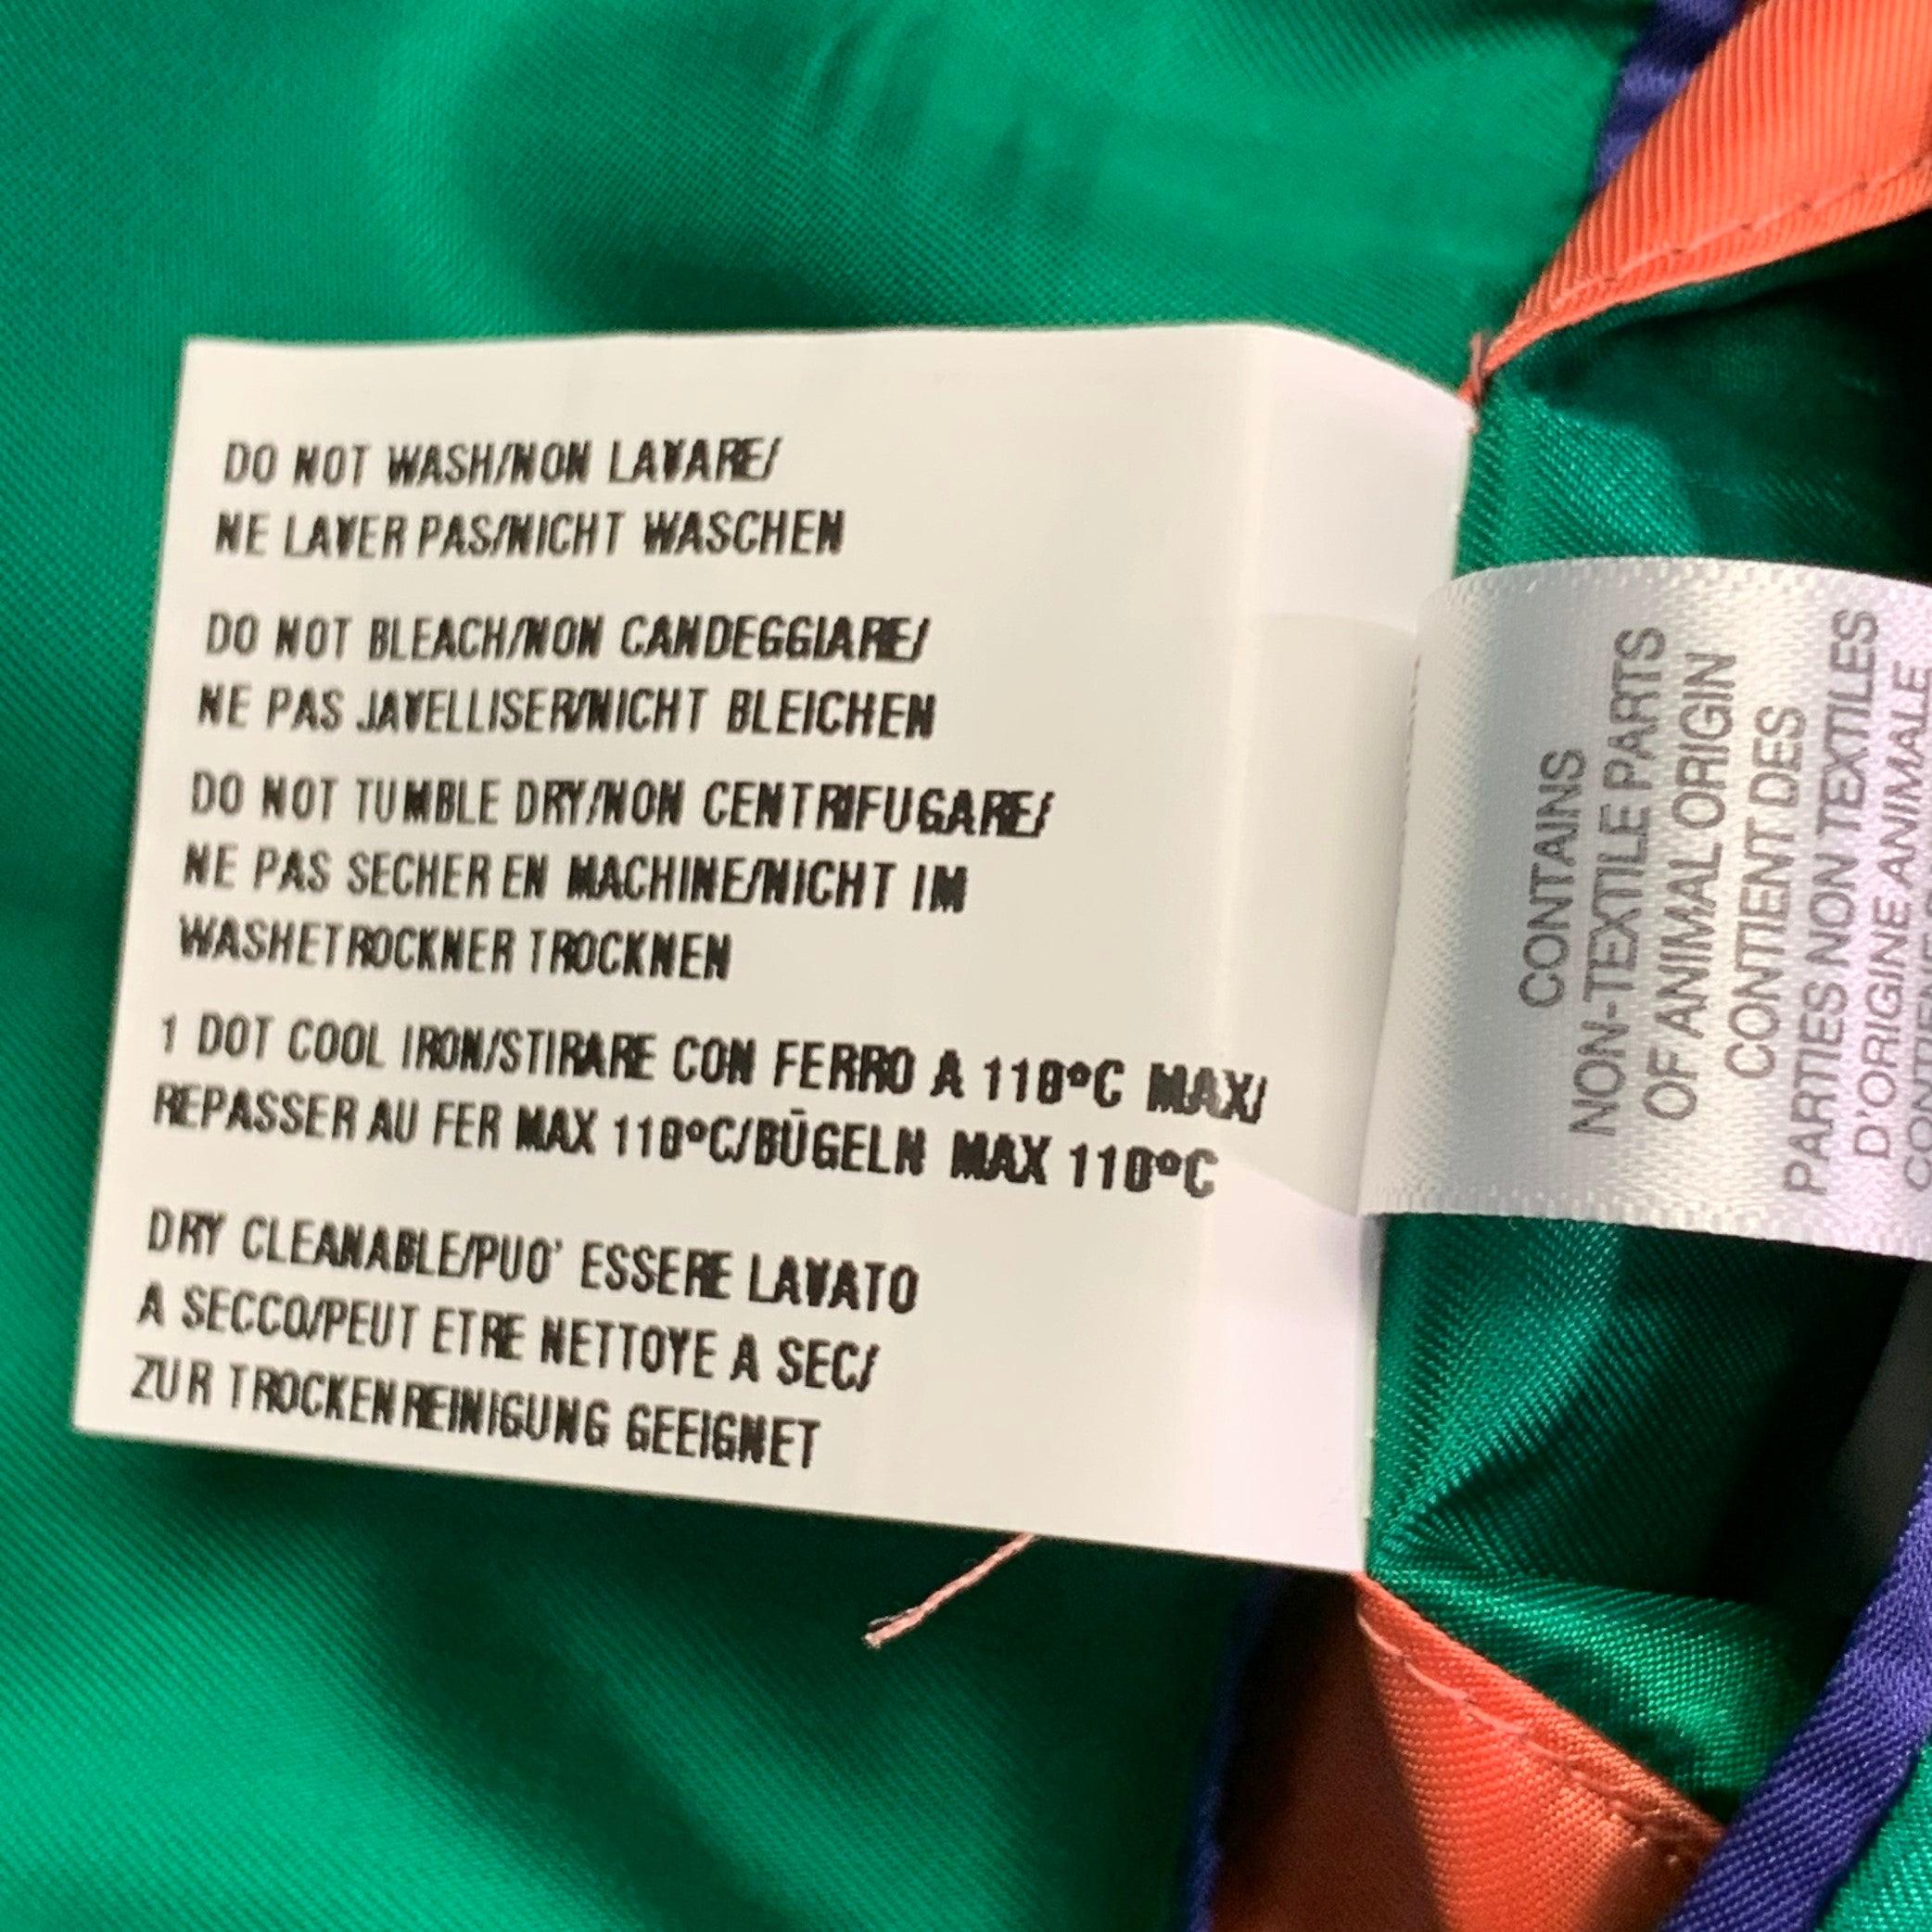 DO NOT WASH/NON LAVARE/
NE LAVER PAS/NICHT WASCHEN
DO NOT BLEACH/NON CANDEGGIARE/
NE PAS JAVELLISER/NICHT BLEICHEN
DO NOT TUMBLE DRY/NON CENTRIFUGARE/
NE PAS SECHER EN MACHINE/NICHT IM
WASHETROCKNER TROCKNEN
1 DOT COOL IRON/STIRARE CON FERRO A 110°C MAX/
REPASSER AU FER MAX 110°C/BÜGELN MAX 110°C
DRY CLEANABLE/PUO' ESSERE LAVATO
A SECCO/PEUT ETRE NETTOYE A SEC/
ZUR TROCKENREINIGUNG GEEIGNET
CONTAINS
NON-TEXTILE PARTS
OF ANIMAL ORIGIN
CONTIENT DES
PARTIES NON TEXTILES
D'ORIGINE ANIMALE